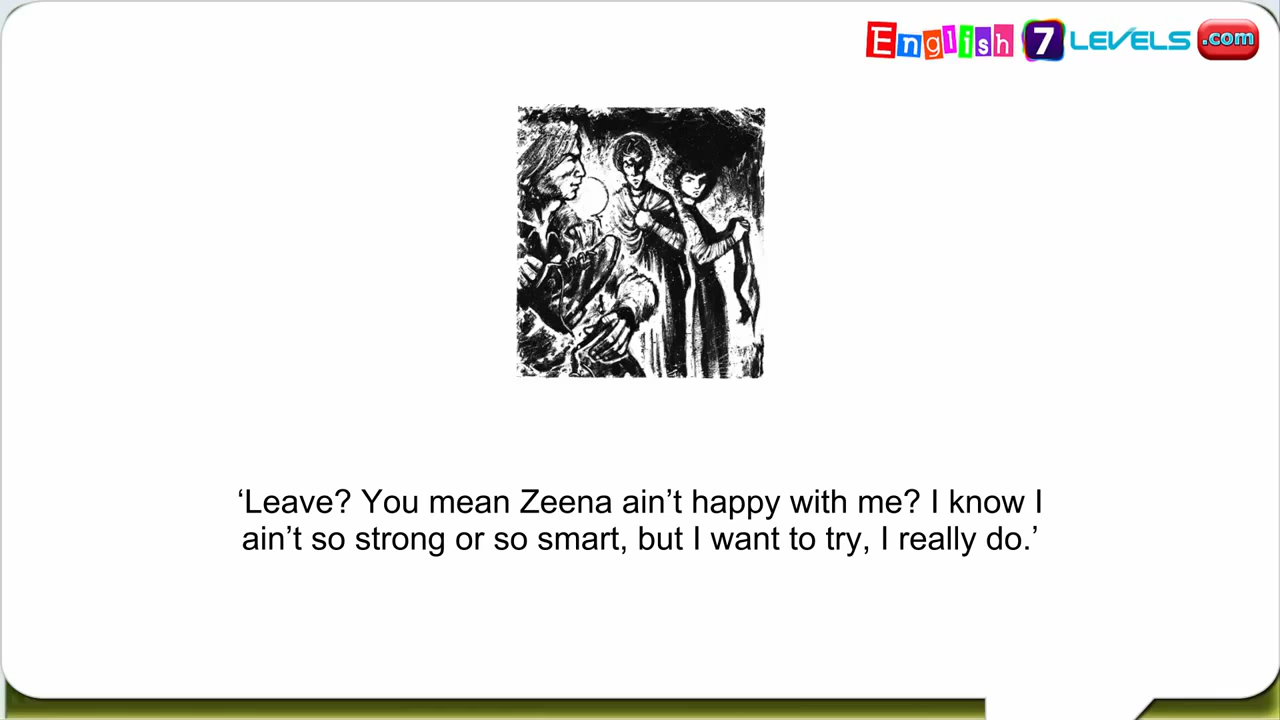 English 7 LEVELS .com
‘Leave? You mean Zeena ain’t happy with me? I know I
ain’t so strong or so smart, but I want to try, I really do.’